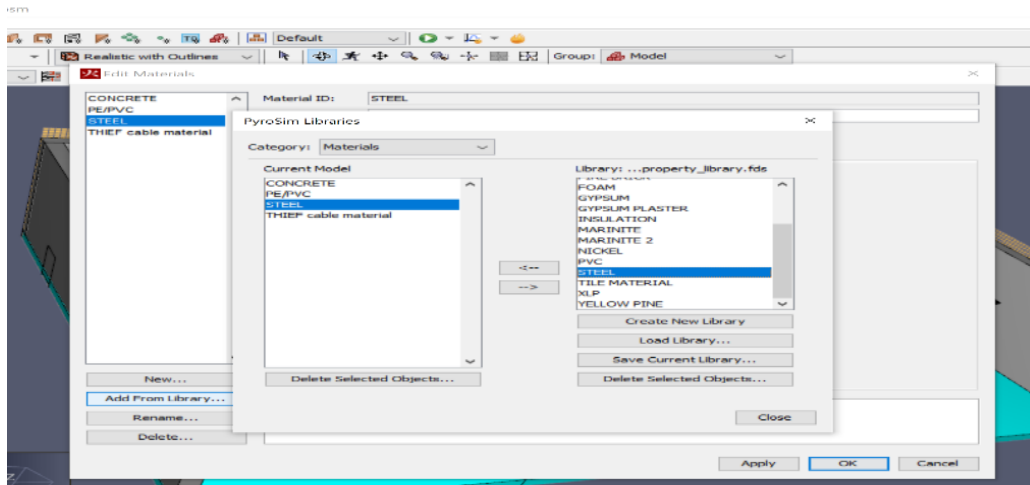 osm
Default
Realistic with Outlines
Group: Model
Edit Materials
CONCRETE
PE/PVC
STEEL
THIEF cable material
Material ID: STEEL
PyroSim Libraries
Category: Materials
Current Model
CONCRETE
PE/PVC
STEEL
THIEF cable material
Library: ...property_library.fds
FOAM
GYPSUM
GYPSUM PLASTER
INSULATION
MARINITE
MARINITE 2
NICKEL
PVC
STEEL
TILE MATERIAL
XLP
YELLOW PINE
<--
-->
Create New Library
Load Library...
Save Current Library...
Delete Selected Objects...
Delete Selected Objects...
Close
New...
Add From Library...
Rename...
Delete...
Apply
OK
Cancel